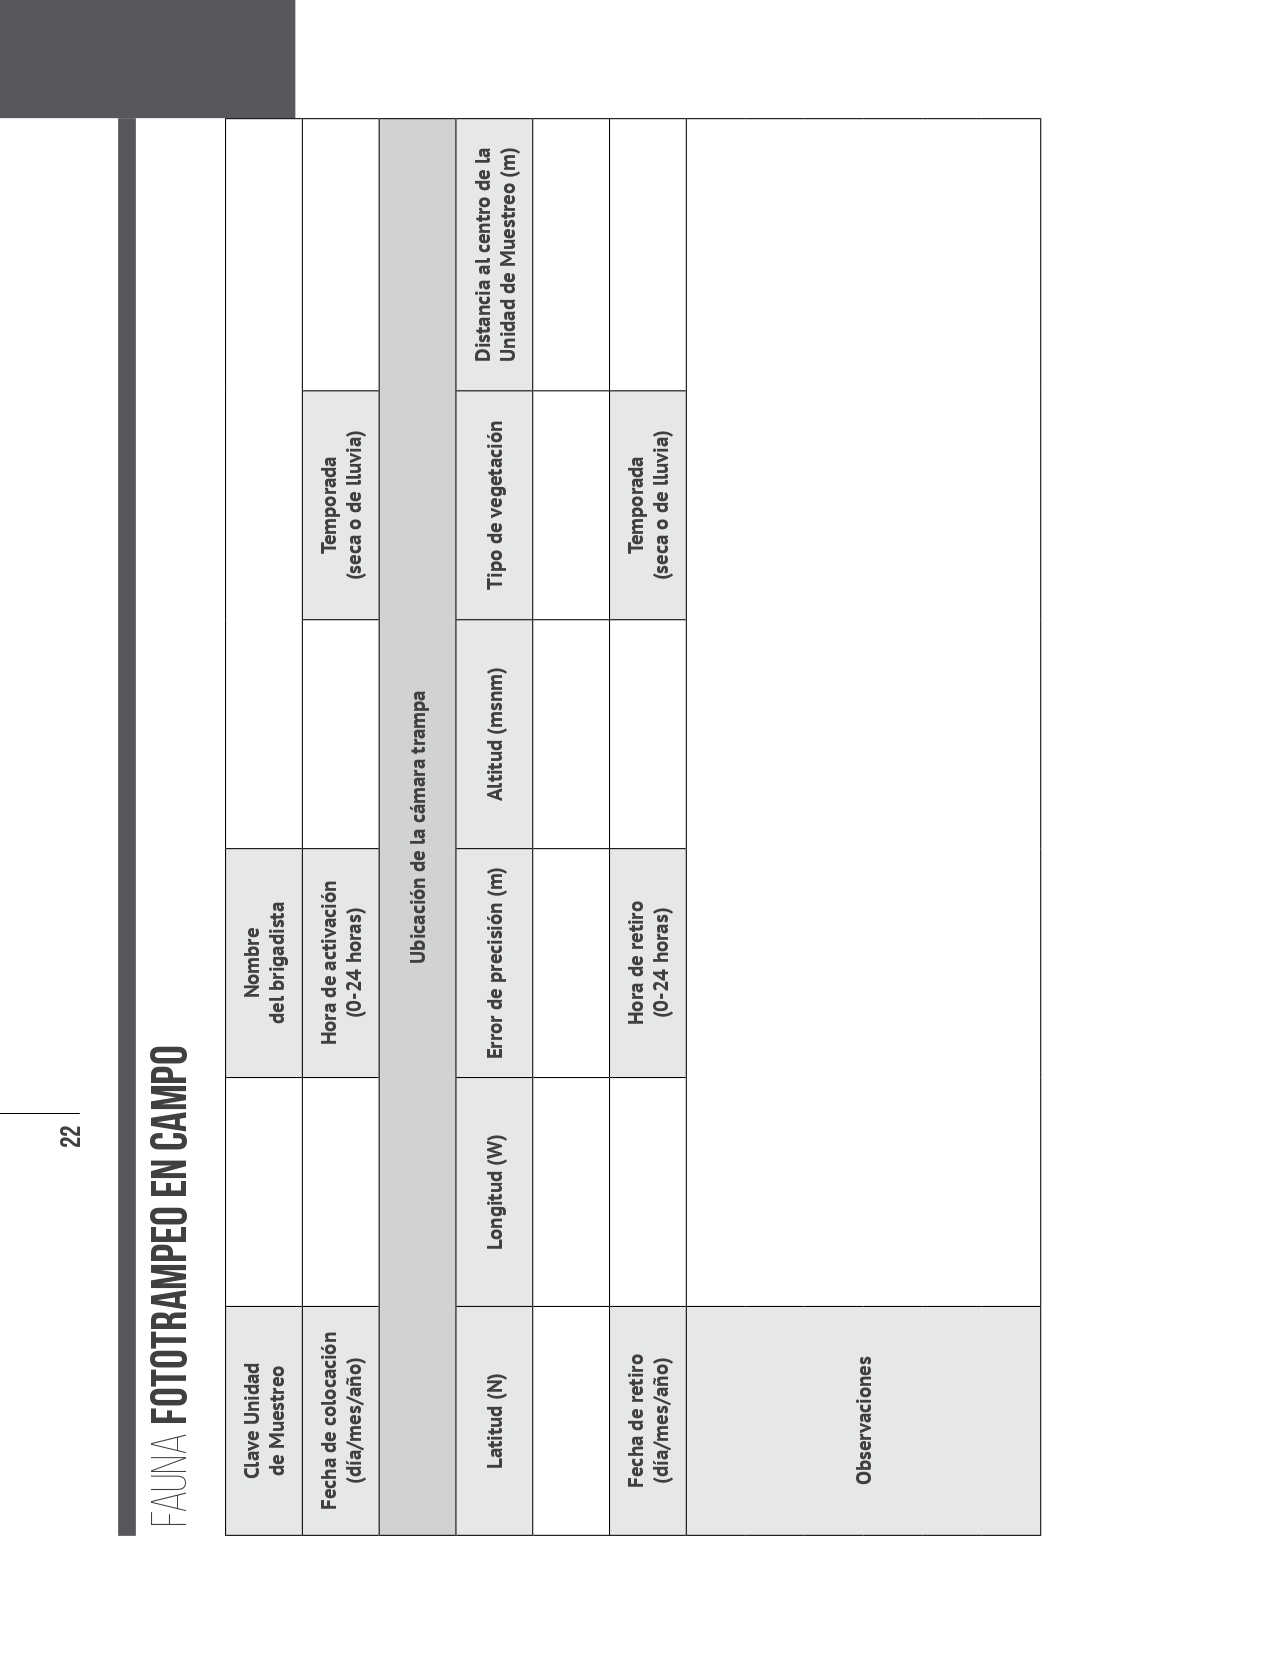 22
FAUNA FOTOTRAMPEO EN CAMPO
Clave Unidad
de Muestreo
Nombre
del brigadista
Fecha de colocación
(día/mes/año)
Hora de activación
(0-24 horas)
Temporada
(seca o de lluvia)
Ubicación de la cámara trampa
Latitud (N)
Longitud (W)
Error de precisión (m)
Altitud (msnm)
Tipo de vegetación
Distancia al centro de la
Unidad de Muestreo (m)
Fecha de retiro
(día/mes/año)
Hora de retiro
(0-24 horas)
Temporada
(seca o de lluvia)
Observaciones